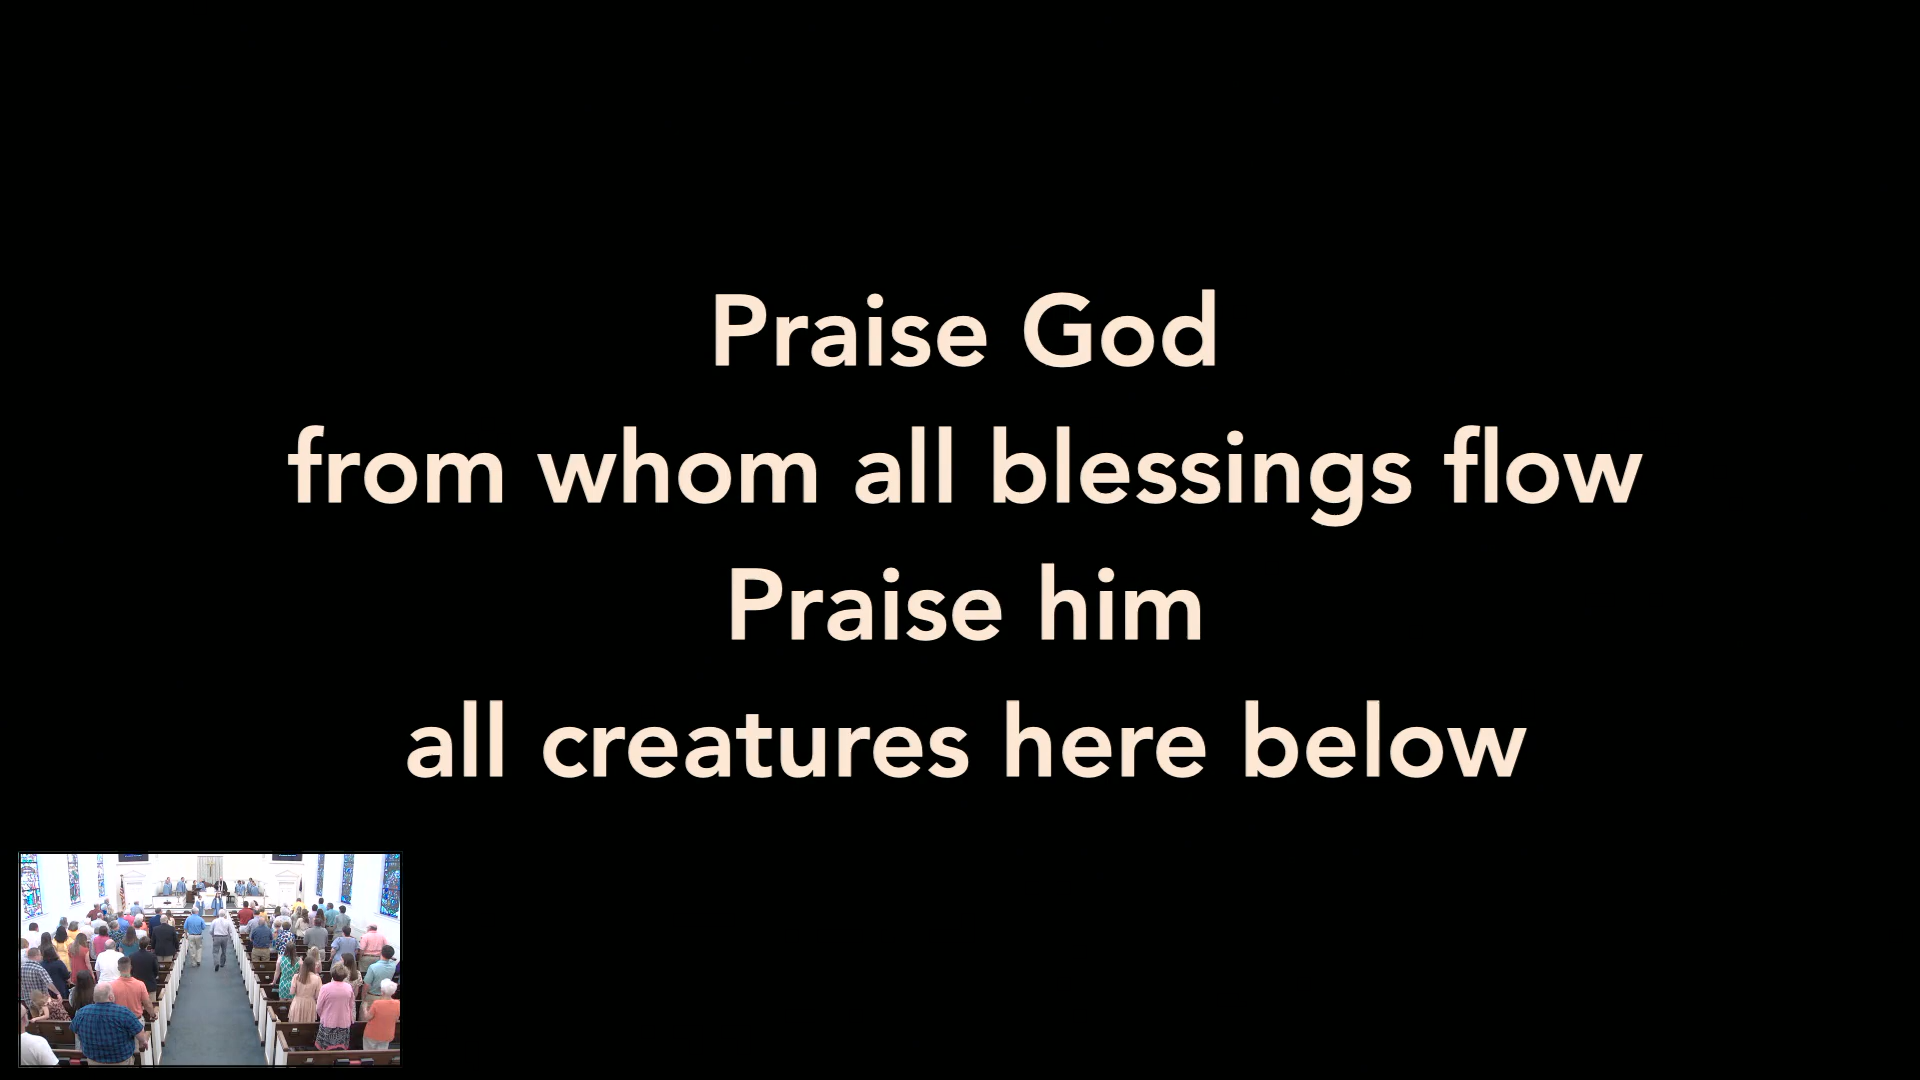 Praise God
from whom all blessings flow
Praise him
all creatures here below